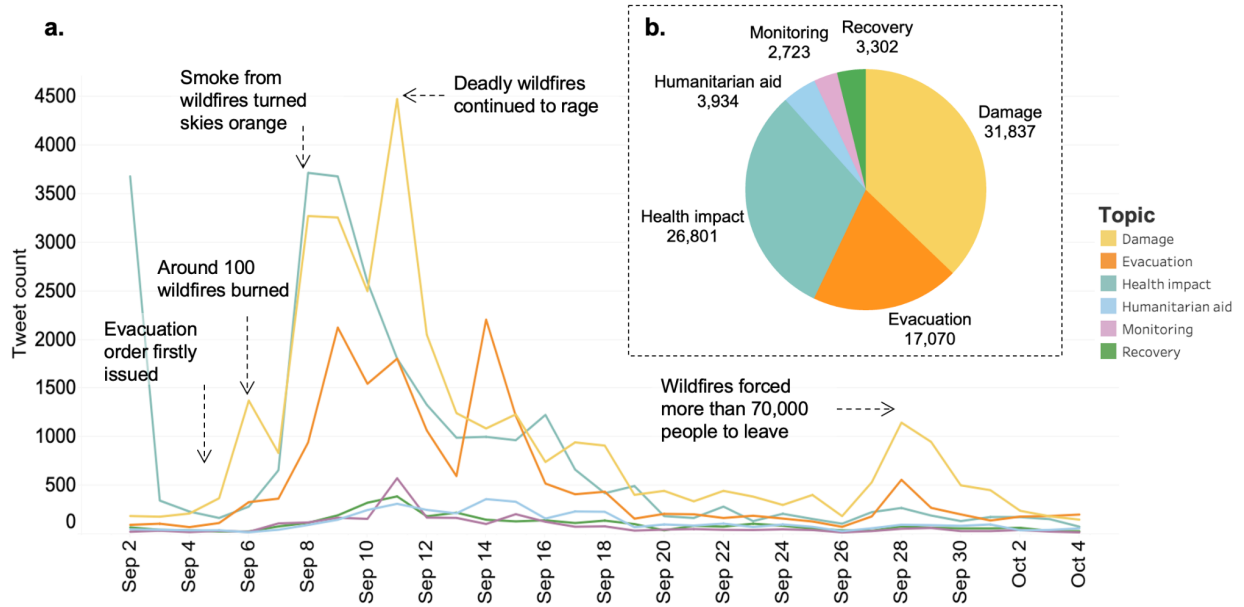 a.
Smoke from
wildfires turned
skies orange
Deadly wildfires
continued to rage
Around 100
wildfires burned
Evacuation
order firstly
issued
Wildfires forced
more than 70,000
people to leave
Tweet count
4500
4000
3500
3000
2500
2000
1500
1000
500
0
Sep 2
Sep 4
Sep 6
Sep 8
Sep 10
Sep 12
Sep 14
Sep 16
Sep 18
Sep 20
Sep 22
Sep 24
Sep 26
Sep 28
Sep 30
Oct 2
Oct 4
b.
Monitoring
2,723
Recovery
3,302
Humanitarian aid
3,934
Damage
31,837
Health impact
26,801
Evacuation
17,070
Topic
Damage
Evacuation
Health impact
Humanitarian aid
Monitoring
Recovery